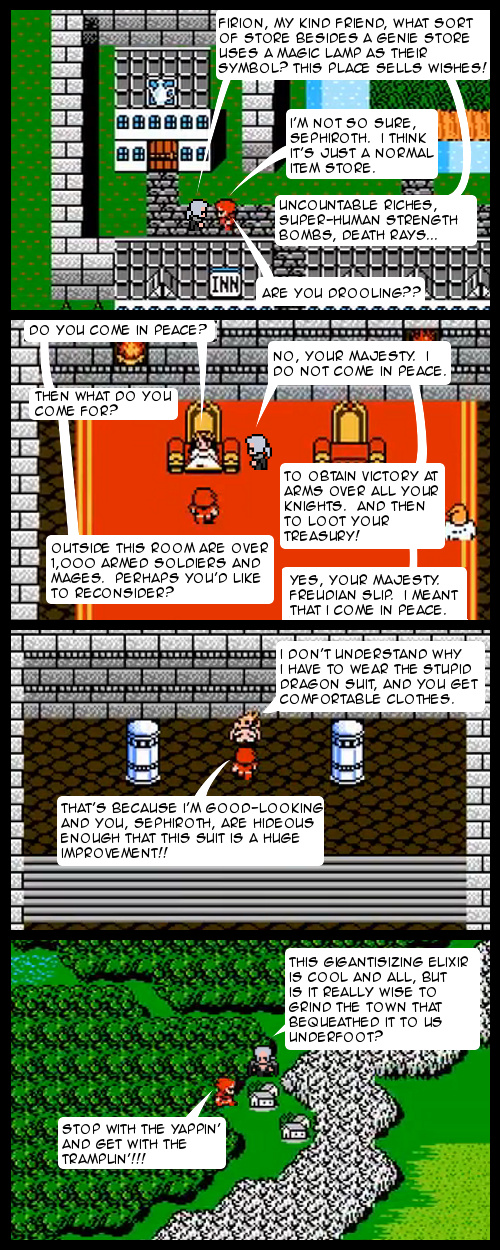 FIRION, MY KIND FRIEND, WHAT SORT
OF STORE BESIDES A GENIE STORE
USES A MAGIC LAMP AS THEIR
SYMBOL? THIS PLACE SELLS WISHES!
I'M NOT SO SURE,
SEPHIROTH. I THINK
IT'S JUST A NORMAL
ITEM STORE.
UNCOUNTABLE RICHES,
SUPER-HUMAN STRENGTH
BOMBS, DEATH RAYS...
INN
ARE YOU DROOLING??
DO YOU COME IN PEACE?
NO, YOUR MAJESTY. I
DO NOT COME IN PEACE.
THEN WHAT DO YOU
COME FOR?
TO OBTAIN VICTORY AT
ARMS OVER ALL YOUR
KNIGHTS. AND THEN
TO LOOT YOUR
TREASURY!
OUTSIDE THIS ROOM ARE OVER
1,000 ARMED SOLDIERS AND
MAGES. PERHAPS YOU'D LIKE
TO RECONSIDER?
YES, YOUR MAJESTY.
FREUDIAN SLIP. I MEANT
THAT I COME IN PEACE.
I DON'T UNDERSTAND WHY
I HAVE TO WEAR THE STUPID
DRAGON SUIT, AND YOU GET
COMFORTABLE CLOTHES.
THAT'S BECAUSE I'M GOOD-LOOKING
AND YOU, SEPHIROTH, ARE HIDEOUS
ENOUGH THAT THIS SUIT IS A HUGE
IMPROVEMENT!!
THIS GIGANTISIZING ELIXIR
IS COOL AND ALL, BUT
IS IT REALLY WISE TO
GRIND THE TOWN THAT
BEQUEATHED IT TO US
UNDERFOOT?
STOP WITH THE YAPPIN'
AND GET WITH THE
TRAMPLIN'!!!